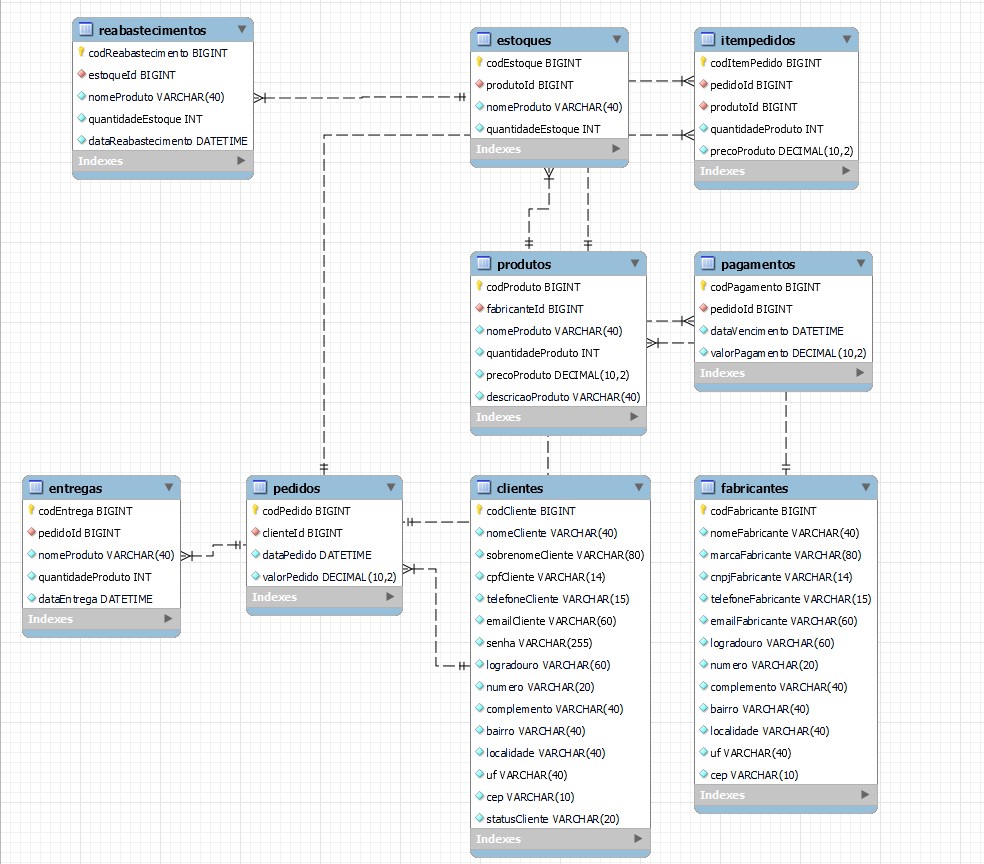 reabastecimentos
codReabastecimento BIGINT
estoqueId BIGINT
nomeProduto VARCHAR(40)
quantidadeEstoque INT
dataReabastecimento DATETIME
Indexes
estoques
codEstoque BIGINT
produtoId BIGINT
nomeProduto VARCHAR(40)
quantidadeEstoque INT
Indexes
itempedidos
codItemPedido BIGINT
pedidoId BIGINT
produtoId BIGINT
quantidadeProduto INT
precoProduto DECIMAL(10,2)
Indexes
produtos
codProduto BIGINT
fabricanteId BIGINT
nomeProduto VARCHAR(40)
quantidadeProduto INT
precoProduto DECIMAL(10,2)
descricaoProduto VARCHAR(40)
Indexes
pagamentos
codPagamento BIGINT
pedidoId BIGINT
dataVencimento DATETIME
valorPagamento DECIMAL(10,2)
Indexes
entregas
codEntrega BIGINT
pedidoId BIGINT
nomeProduto VARCHAR(40)
quantidadeProduto INT
dataEntrega DATETIME
Indexes
pedidos
codPedido BIGINT
clienteId BIGINT
dataPedido DATETIME
valorPedido DECIMAL(10,2)
Indexes
clientes
codCliente BIGINT
nomeCliente VARCHAR(40)
sobrenomeCliente VARCHAR(80)
cpfCliente VARCHAR(14)
telefoneCliente VARCHAR(15)
emailCliente VARCHAR(60)
senha VARCHAR(255)
logradouro VARCHAR(60)
numero VARCHAR(20)
complemento VARCHAR(40)
bairro VARCHAR(40)
localidade VARCHAR(40)
uf VARCHAR(40)
cep VARCHAR(10)
statusCliente VARCHAR(20)
Indexes
fabricantes
codFabricante BIGINT
nomeFabricante VARCHAR(40)
marcaFabricante VARCHAR(80)
cnpjFabricante VARCHAR(14)
telefoneFabricante VARCHAR(15)
emailFabricante VARCHAR(60)
logradouro VARCHAR(60)
numero VARCHAR(20)
complemento VARCHAR(40)
bairro VARCHAR(40)
localidade VARCHAR(40)
uf VARCHAR(40)
cep VARCHAR(10)
Indexes